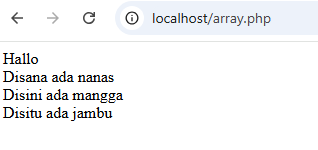 localhost/array.php
Hallo
Disana ada nanas
Disini ada mangga
Disitu ada jambu